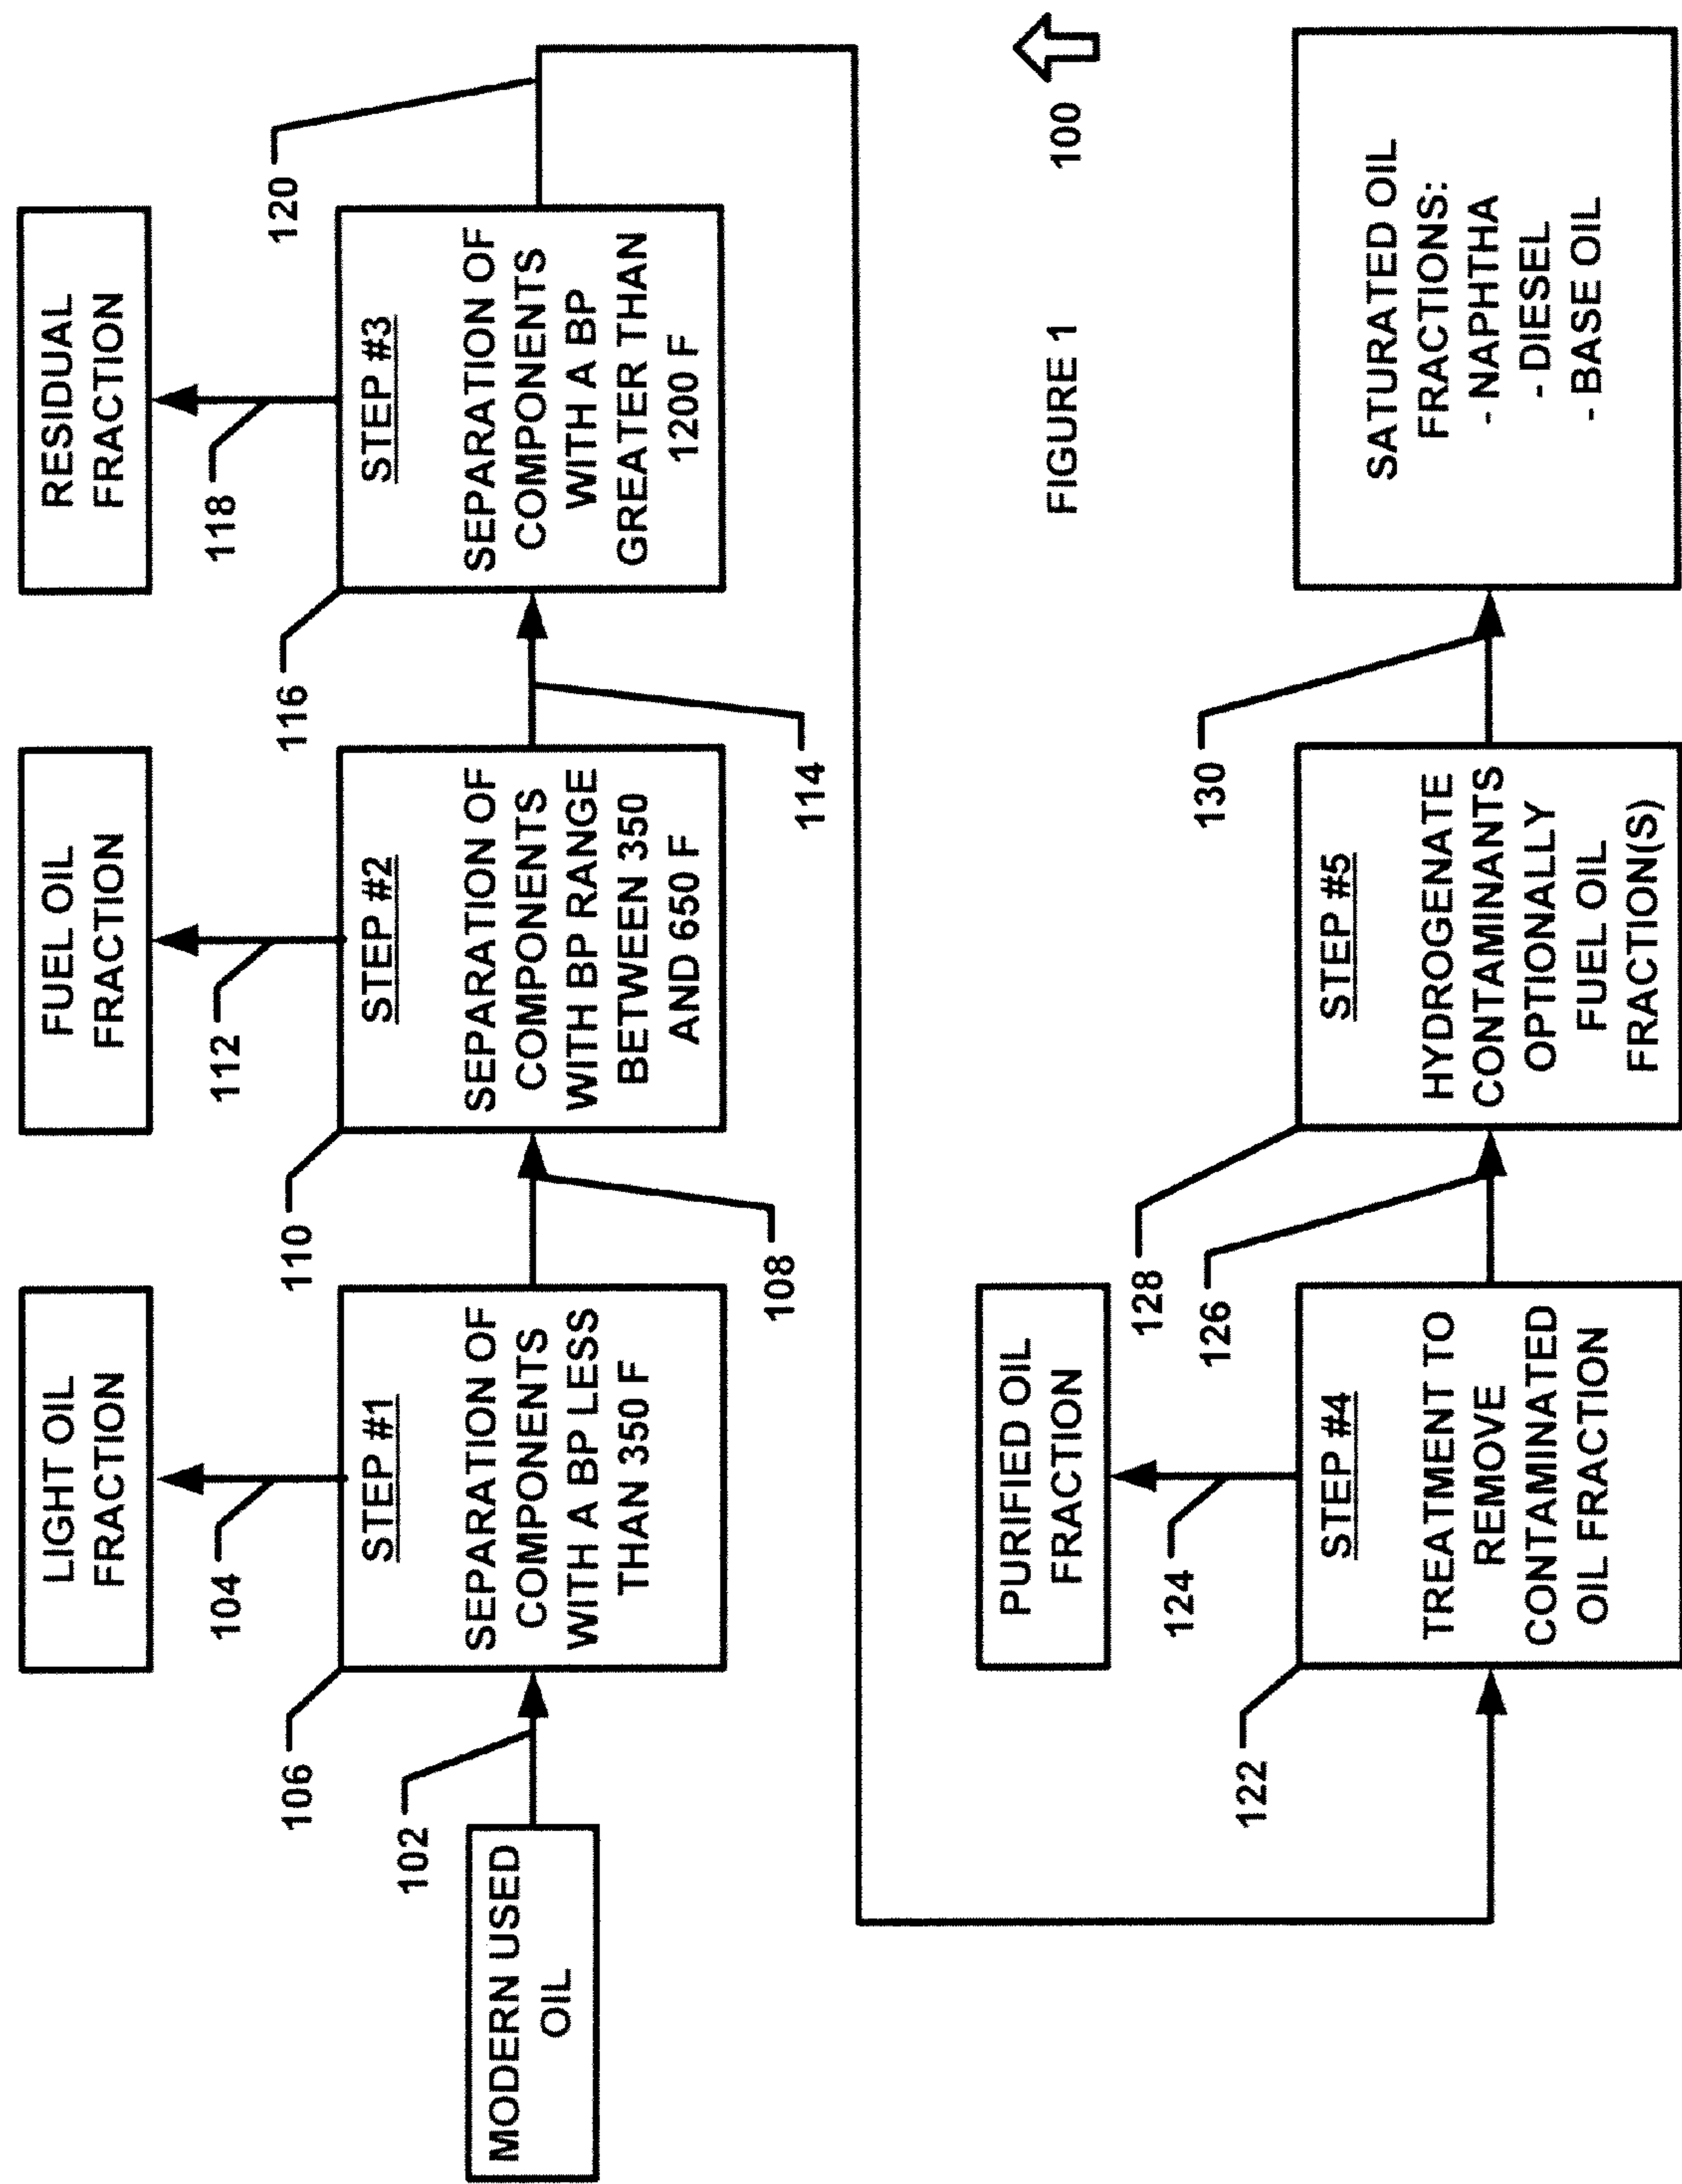 LIGHT OIL
FRACTION
FUEL OIL
FRACTION
RESIDUAL
FRACTION
104
112
118
120
106
110
116
102
MODERN USED
OIL
STEP #1
SEPARATION OF
COMPONENTS
WITH A BP LESS
THAN 350 F
STEP #2
SEPARATION OF
COMPONENTS
WITH BP RANGE
BETWEEN 350
AND 650 F
STEP #3
SEPARATION OF
COMPONENTS
WITH A BP
GREATER THAN
1200 F
108
114
PURIFIED OIL
FRACTION
FIGURE 1
100
124
128
126
130
122
STEP #4
TREATMENT TO
REMOVE
CONTAMINATED
OIL FRACTION
STEP #5
HYDROGENATE
CONTAMINANTS
OPTIONALLY
FUEL OIL
FRACTION(S)
SATURATED OIL
FRACTIONS:
- NAPHTHA
- DIESEL
- BASE OIL